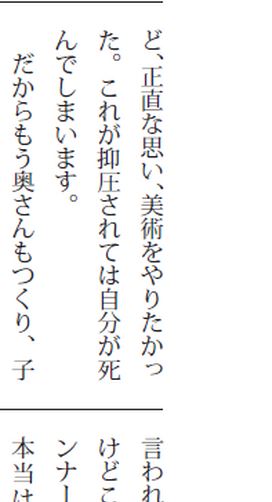 ど、正直な思い、美術をやりたかっ
た。これが抑圧されては自分が死
んでしまいます。
だからもう奥さんもつくり、子
言われ
けどこ
ンナー
本当は